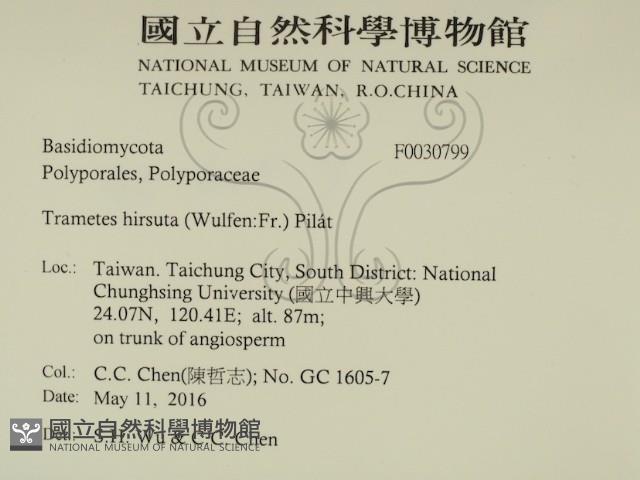 國立自然科學博物館
NATIONAL MUSEUM OF NATURAL SCIENCE
TAICHUNG, TAIWAN, R.O.CHINA
Basidiomycota F0030799
Polyporales, Polyporaceae
Trametes hirsuta (Wulfen:Fr.) Pilát
Loc.: Taiwan. Taichung City, South District: National
Chunghsing University (國立中興大學)
24.07N, 120.41E; alt. 87m;
on trunk of angiosperm
Col.: C.C. Chen(陳哲志); No. GC 1605-7
Date: May 11, 2016
S.H. Wu & C.C. Chen
國立自然科學博物館
NATIONAL MUSEUM OF NATURAL SCIENCE